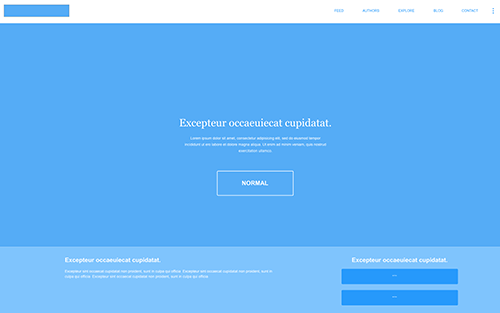 FEED
AUTHORS
EXPLORE
BLOG
CONTACT
Excepteur occaeuiecat cupidatat.
Lorem ipsum dolor sit amet, consectetur adipisicing elit, sed do eiusmod tempor
incididunt ut ero labore et dolore magna aliqua. Ut enim ad minim veniam, quis nostrud
exercitation ullamco.
NORMAL
Excepteur occaeuiecat cupidatat.
Excepteur sint occaecat cupidatat non proident, sunt in culpa qui officia. Excepteur sint occaecat cupidatat non proident, sunt in
culpa qui officia. Excepteur sint occaecat cupidatat non proident, sunt in culpa qui officia.
Excepteur occaeuiecat cupidatat.